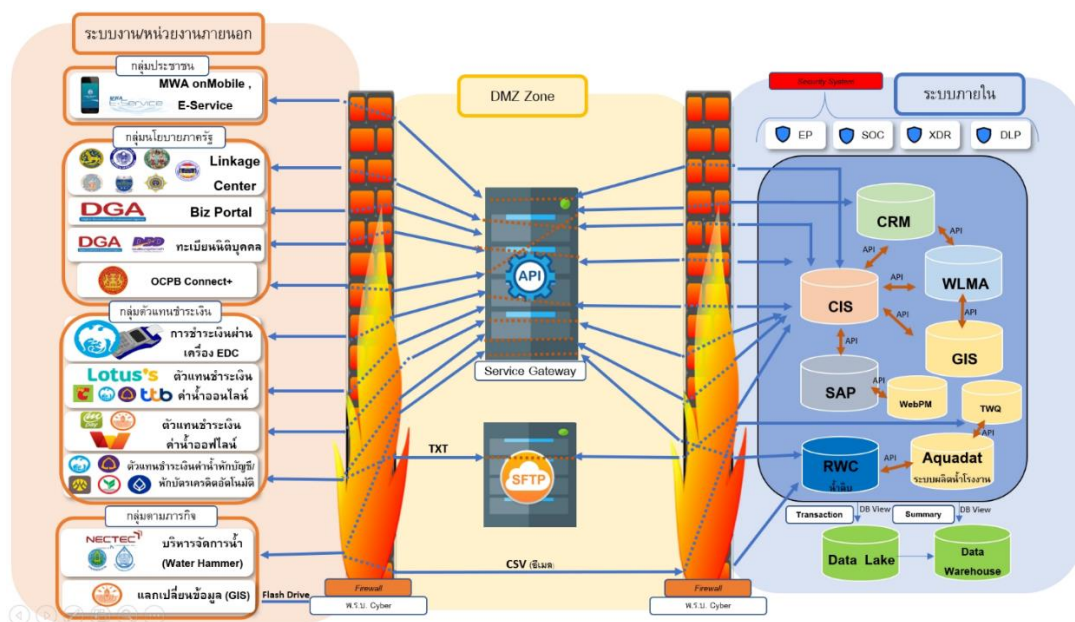 ระบบงาน/หน่วยงานภายนอก
กลุ่มประชาชน
MWA onMobile ,
E-Service
E-Service
กลุ่มนโยบายภาครัฐ
Linkage
Center
DGA
Biz Portal
DGA
DBD
ทะเบียนนิติบุคคล
OCPB Connect+
กลุ่มตัวแทนชำระเงิน
การชำระเงินผ่าน
เครื่อง EDC
Lotus's
ttb
ตัวแทนชำระเงิน
ค่าน้ำออนไลน์
ตัวแทนชำระเงิน
ค่าน้ำออฟไลน์
ตัวแทนชำระเงินค่าน้ำหักบัญชี/
หักบัตรเครดิตอัตโนมัติ
กลุ่มตามภารกิจ
NECTEC
บริหารจัดการน้ำ
(Water Hammer)
แลกเปลี่ยนข้อมูล (GIS)
Flash Drive
Firewall
พ.ร.บ. Cyber
DMZ Zone
API
Service Gateway
TXT
SFTP
CSV (อีเมล)
Firewall
พ.ร.บ. Cyber
Security System
ระบบภายใน
EP
SOC
XDR
DLP
CRM
API
API
CIS
API
WLMA
API
API
API
GIS
SAP
API
WebPM
TWQ
API
RWC
น้ำดิบ
API
Aquadat
ระบบผลิตน้ำโรงงาน
Transaction
DB View
Summary
DB View
Data Lake
Data
Warehouse